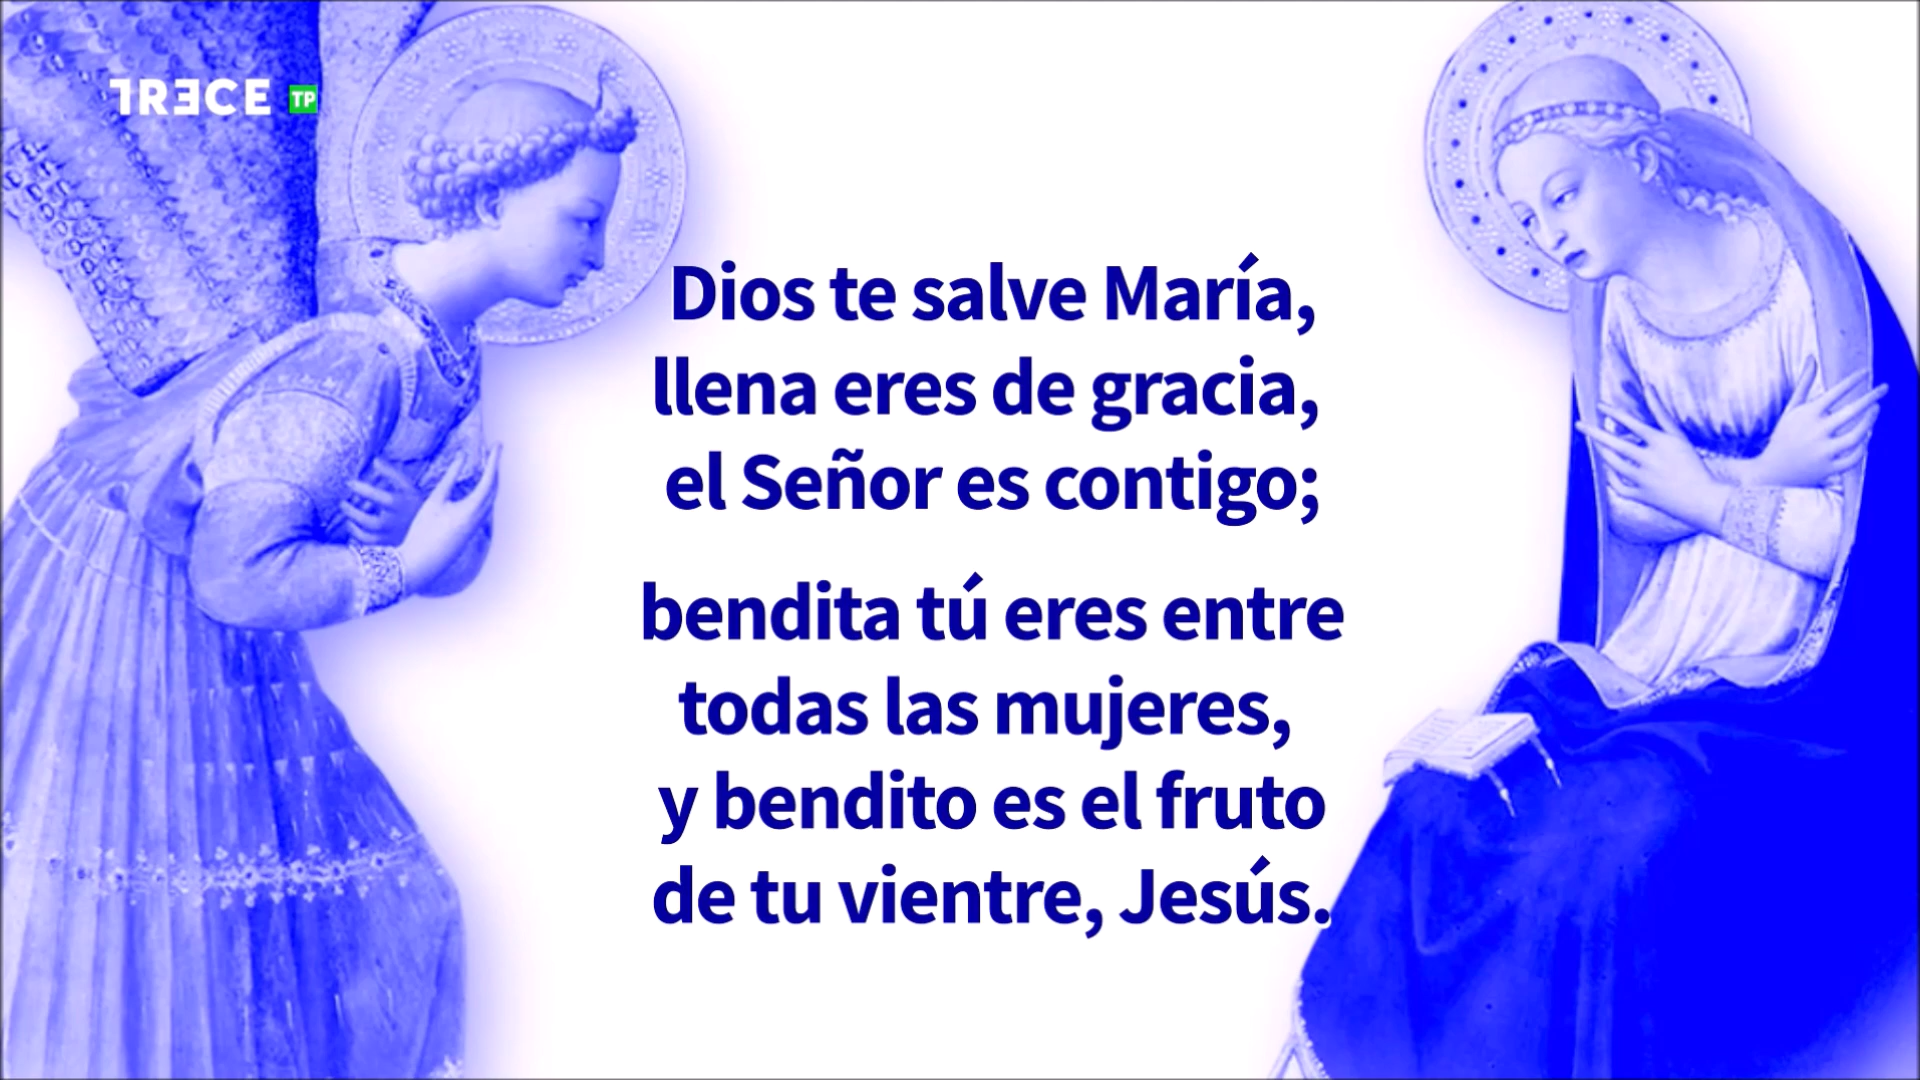 TRECE TP
Dios te salve María,
llena eres de gracia,
el Señor es contigo;
bendita tú eres entre
todas las mujeres,
y bendito es el fruto
de tu vientre, Jesús.